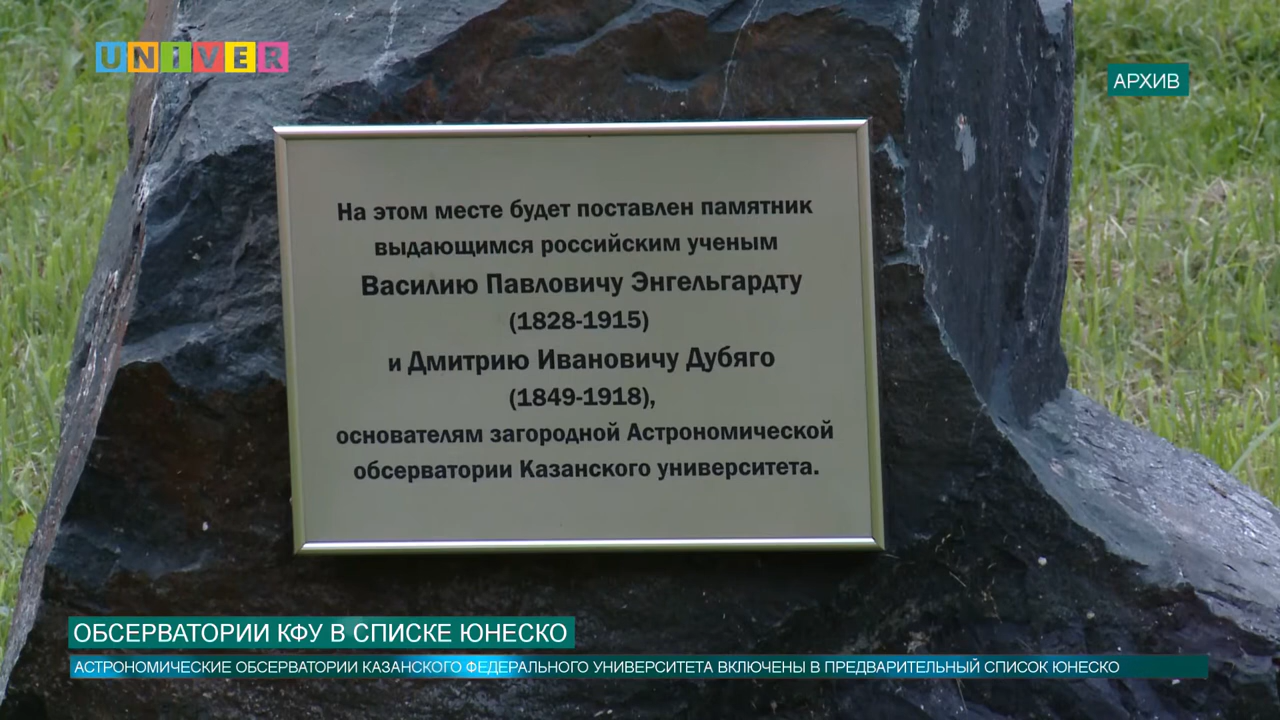 UNIVER
АРХИВ
На этом месте будет поставлен памятник
выдающимся российским ученым
Василию Павловичу Энгельгардту
(1828-1915)
и Дмитрию Ивановичу Дубяго
(1849-1918),
основателям загородной Астрономической
обсерватории Казанского университета.
ОБСЕРВАТОРИИ КФУ В СПИСКЕ ЮНЕСКО
АСТРОНОМИЧЕСКИЕ ОБСЕРВАТОРИИ КАЗАНСКОГО ФЕДЕРАЛЬНОГО УНИВЕРСИТЕТА ВКЛЮЧЕНЫ В ПРЕДВАРИТЕЛЬНЫЙ СПИСОК ЮНЕСКО